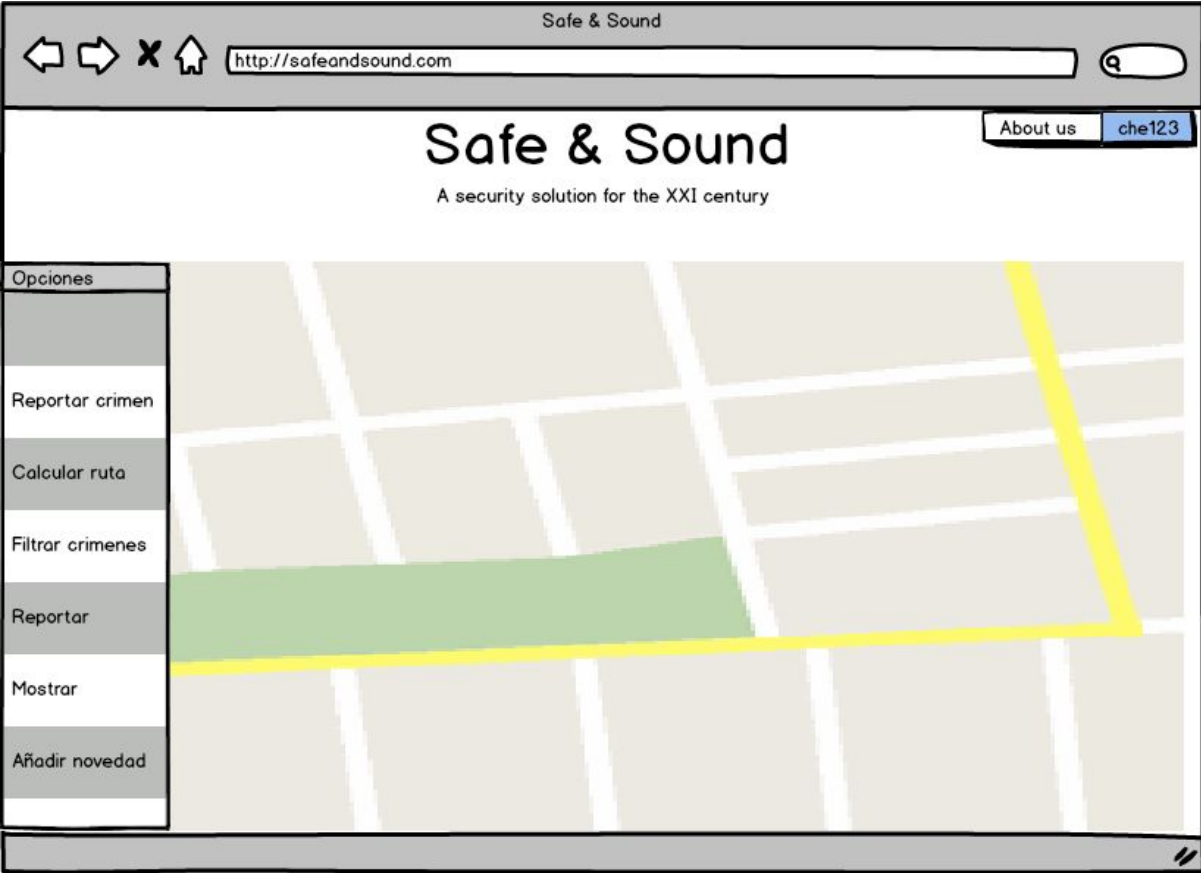 Safe & Sound
http://safeandsound.com
About us
che123
Safe & Sound
A security solution for the XXI century
Opciones
Reportar crimen
Calcular ruta
Filtrar crimenes
Reportar
Mostrar
Añadir novedad